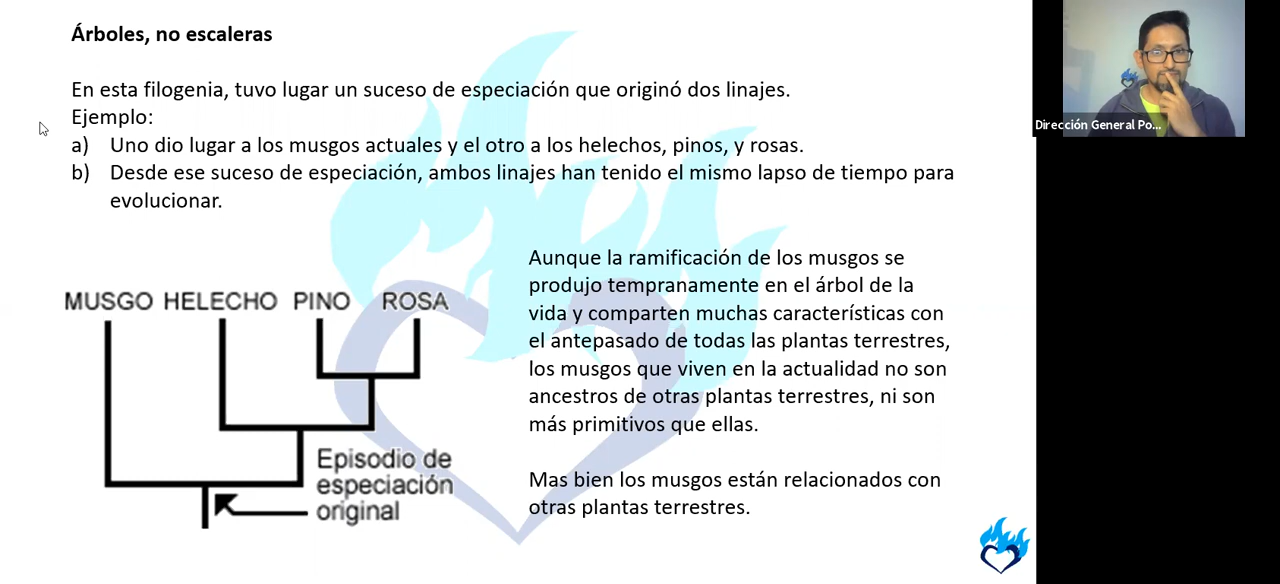 Árboles, no escaleras
En esta filogenia, tuvo lugar un suceso de especiación que originó dos linajes.
Ejemplo:
a) Uno dio lugar a los musgos actuales y el otro a los helechos, pinos, y rosas.
b) Desde ese suceso de especiación, ambos linajes han tenido el mismo lapso de tiempo para
evolucionar.
MUSGO HELECHO PINO ROSA
Episodio de
especiación
original
Aunque la ramificación de los musgos se
produjo tempranamente en el árbol de la
vida y comparten muchas características con
el antepasado de todas las plantas terrestres,
los musgos que viven en la actualidad no son
ancestros de otras plantas terrestres, ni son
más primitivos que ellas.
Mas bien los musgos están relacionados con
otras plantas terrestres.
Dirección General Po...